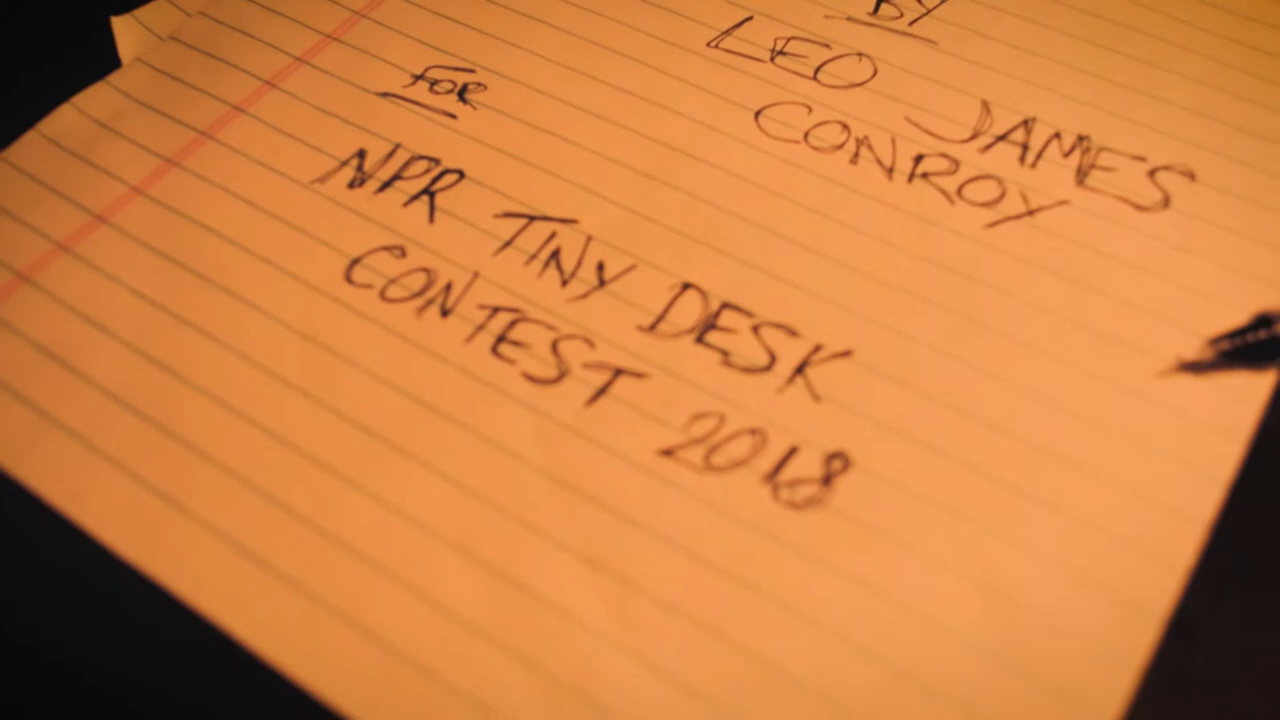 BY
LEO JAMES
CONROY
FOR
NPR TINY DESK
CONTEST 2018